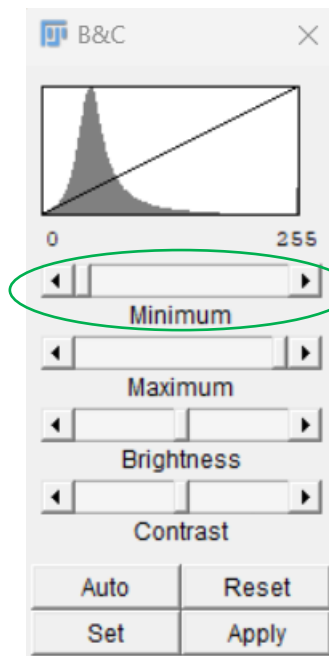 B&C
0 255
Minimum
Maximum
Brightness
Contrast
Auto Reset
Set Apply